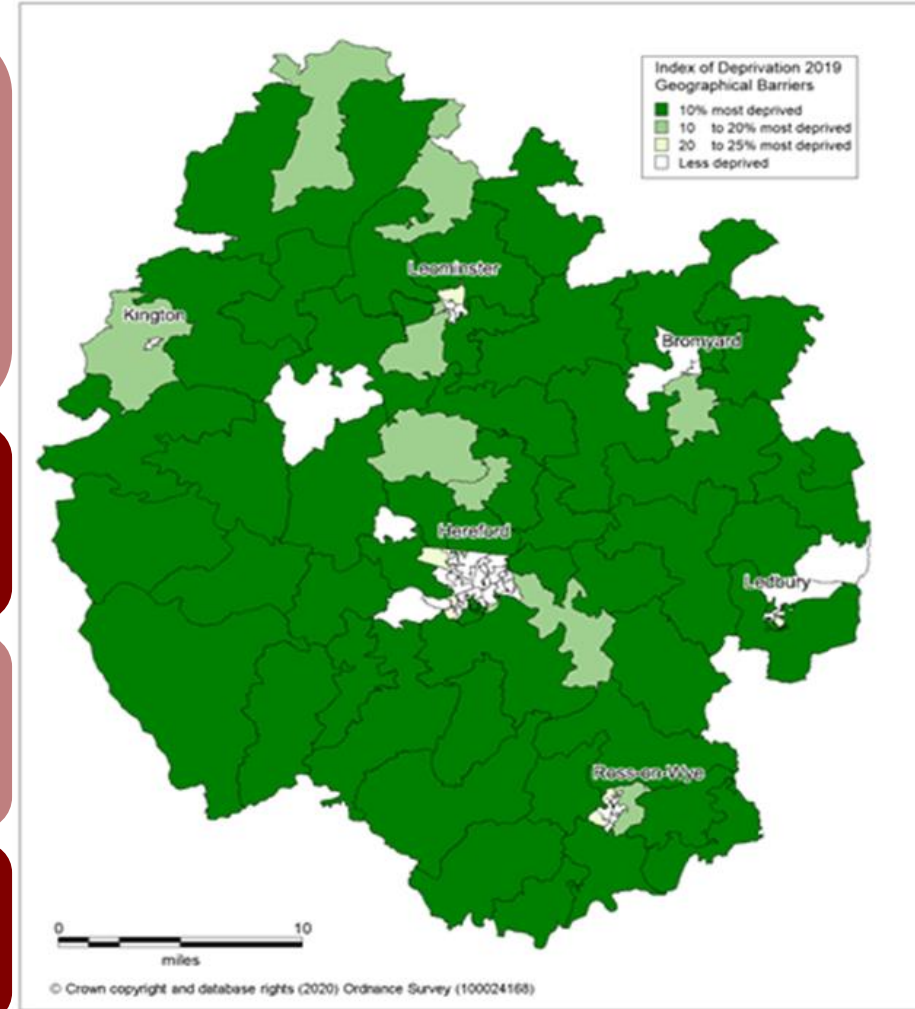 Index of Deprivation 2019
Geographical Barriers
10% most deprived
10 to 20% most deprived
20 to 25% most deprived
Less deprived
Leominster
Kington
Bromyard
Hereford
Ledbury
Ross-on-Wye
0 10
miles
© Crown copyright and database rights (2020) Ordnance Survey (100024168)